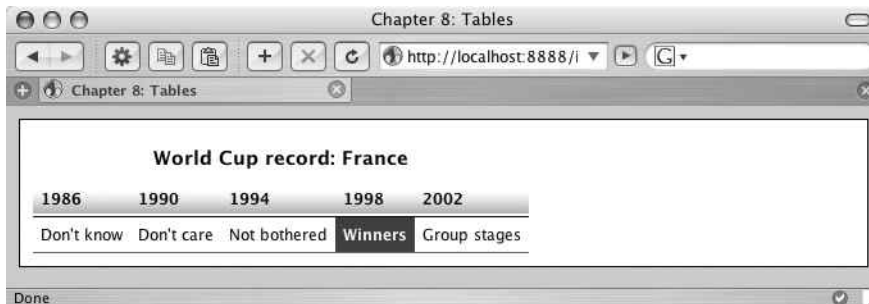 Chapter 8: Tables
http://localhost:8888/i
G
Chapter 8: Tables
World Cup record: France
1986 1990 1994 1998 2002
Don't know Don't care Not bothered Winners Group stages
Done